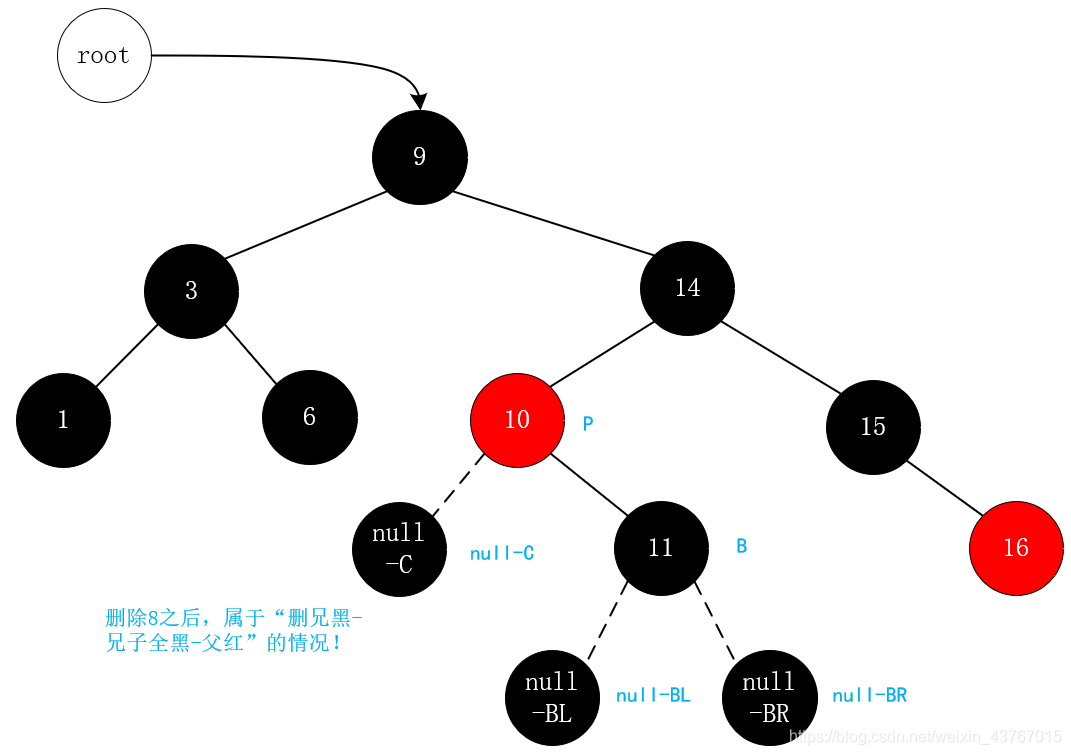 root
9
3
14
1
6
10
P
15
null
-C
null-C
11
B
16
删除8之后，属于“删兄黑-
兄子全黑-父红”的情况！
null
-BL
null-BL
null
-BR
null-BR
https://blog.csdn.net/weixin_43767015